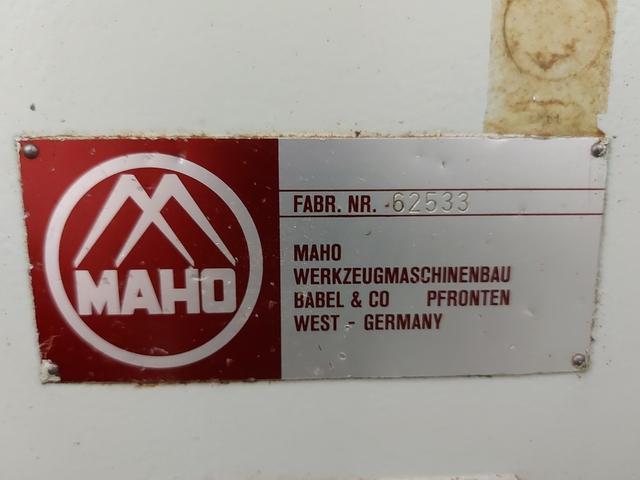 MAHO
FABR. NR. 62533
MAHO
WERKZEUGMASCHINENBAU
BABEL & CO PFRONTEN
WEST - GERMANY